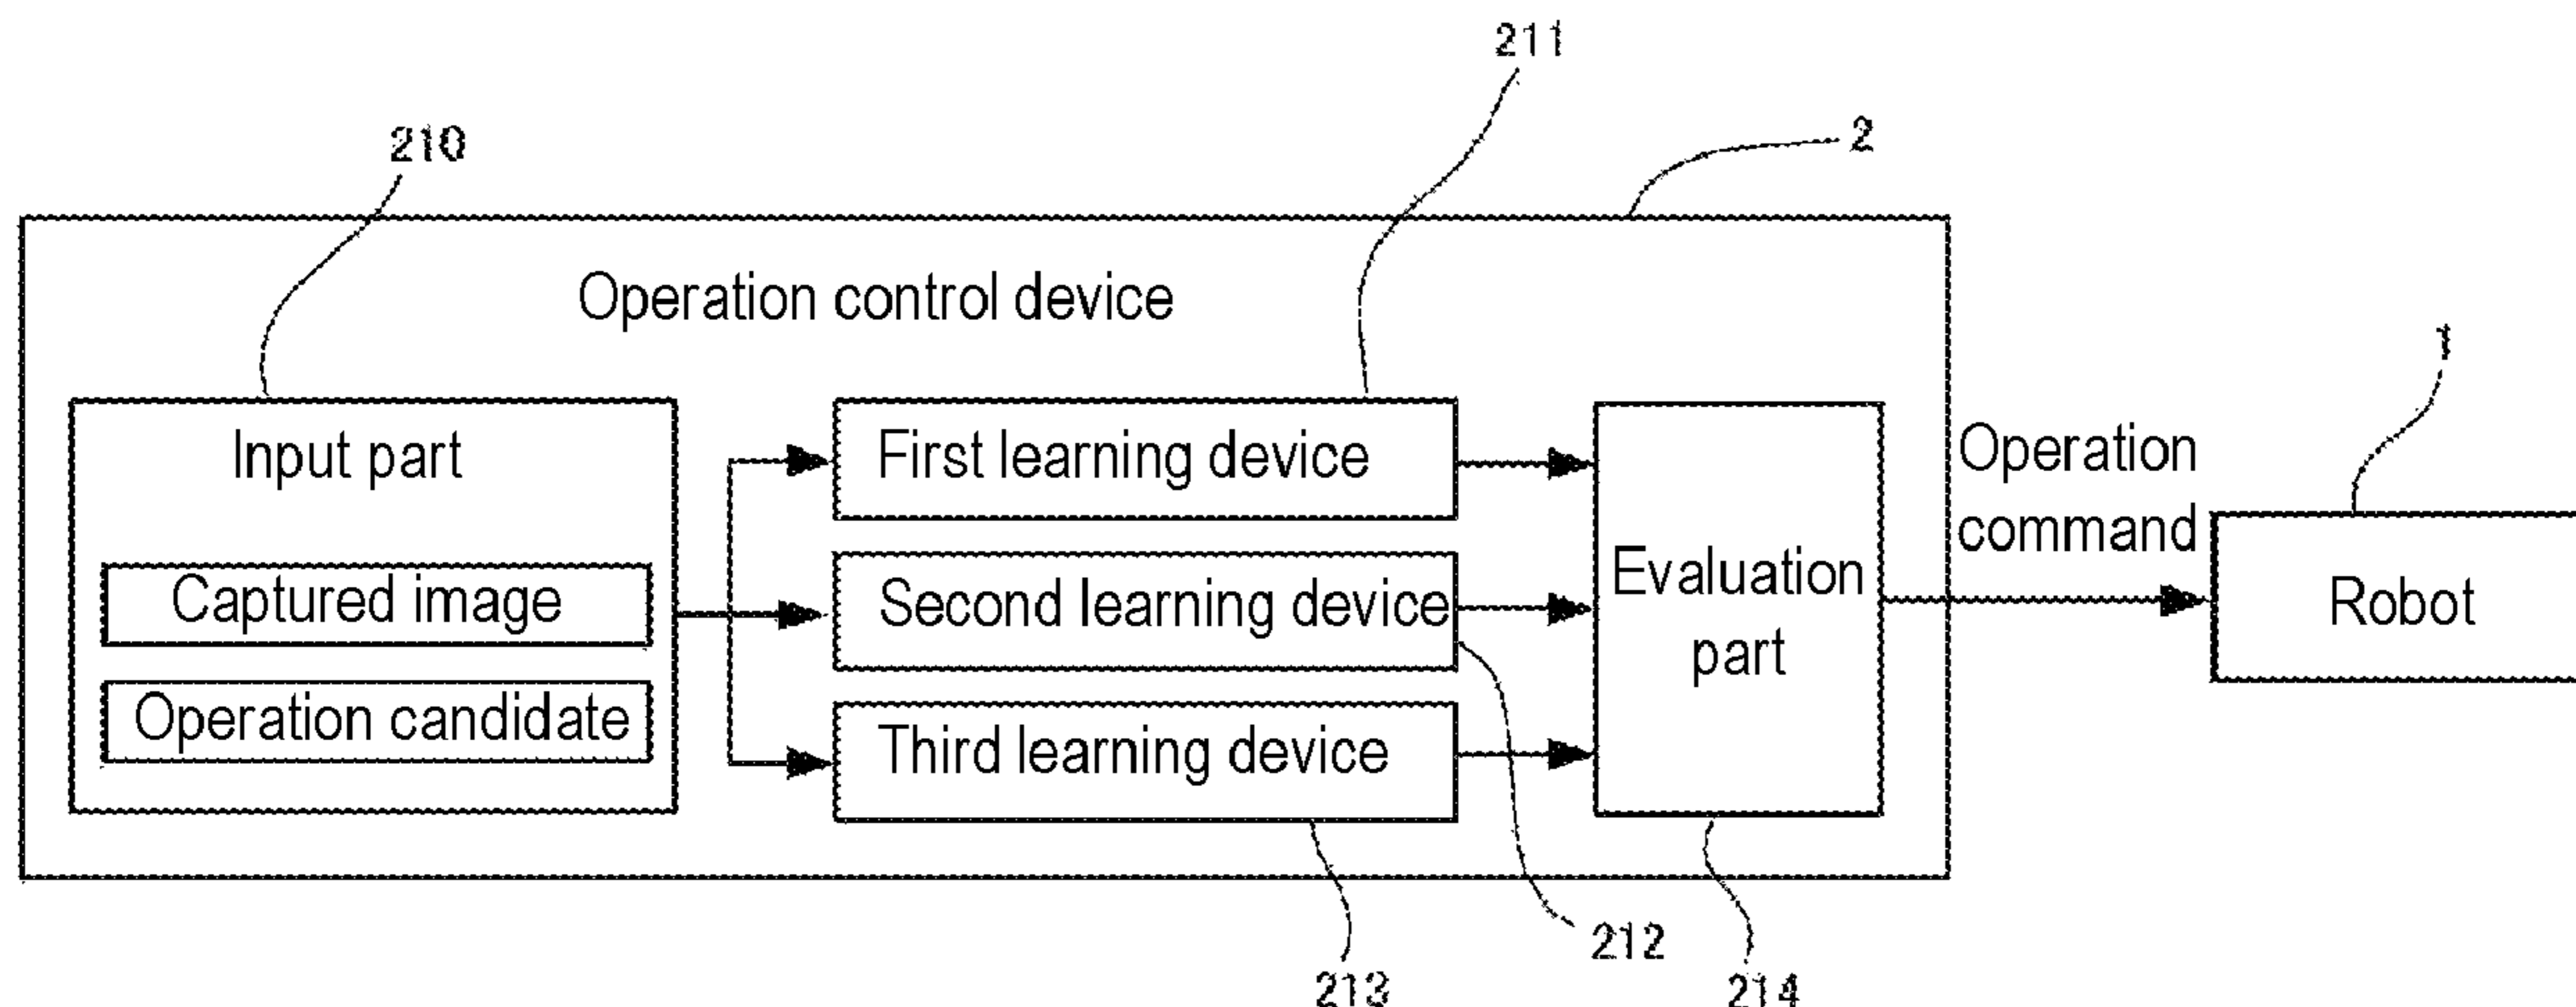 211
210
2
Operation control device
1
Input part
Captured image
Operation candidate
First learning device
Second learning device
Third learning device
Evaluation
part
Operation
command
Robot
212
213
214